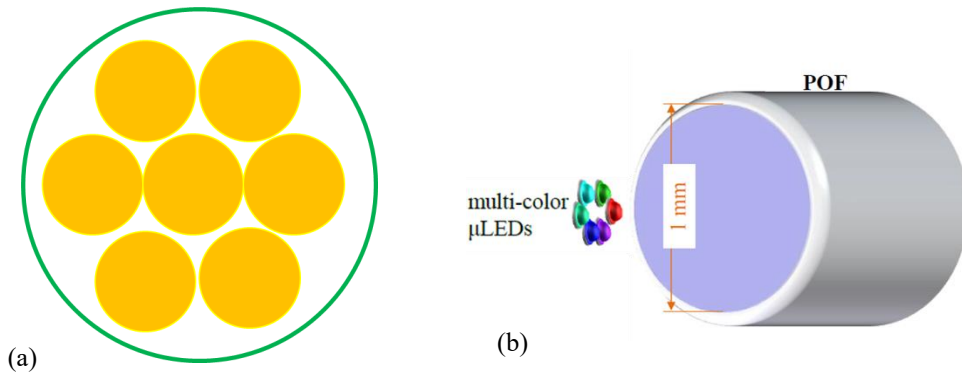 POF
multi-color
μLEDs
1 mm
(a)
(b)